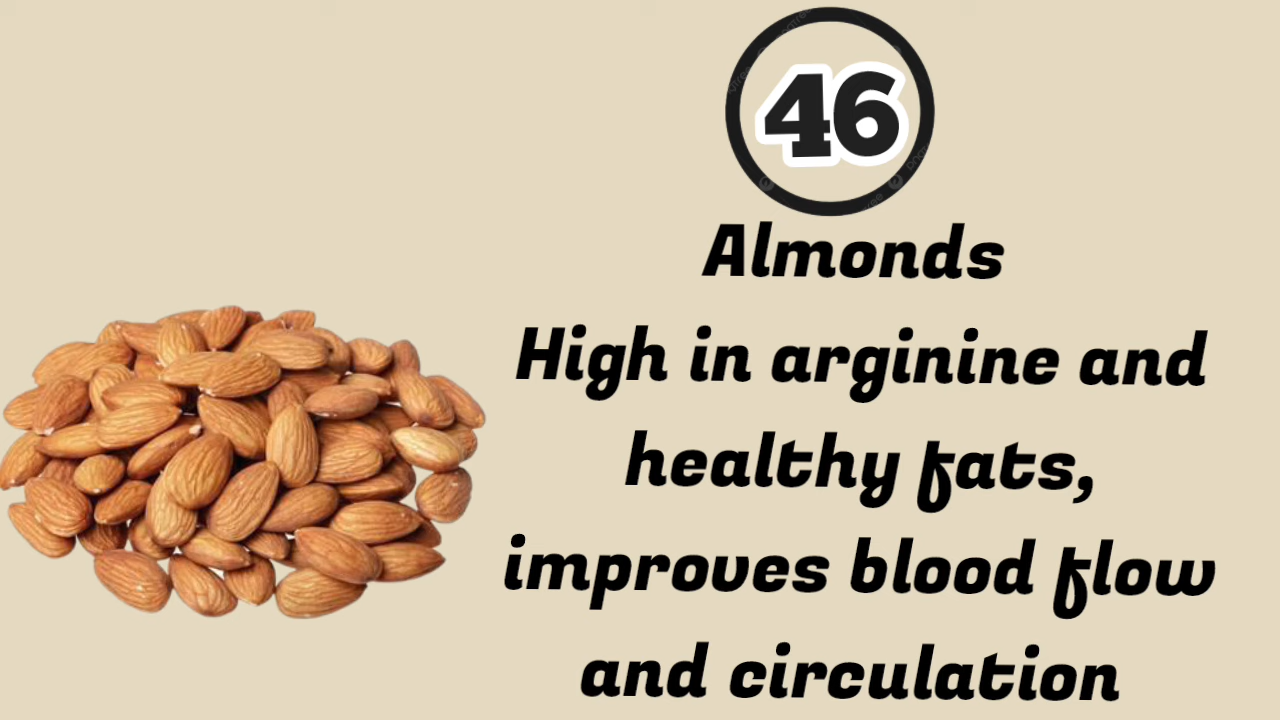 46
Almonds
High in arginine and
healthy fats,
improves blood flow
and circulation